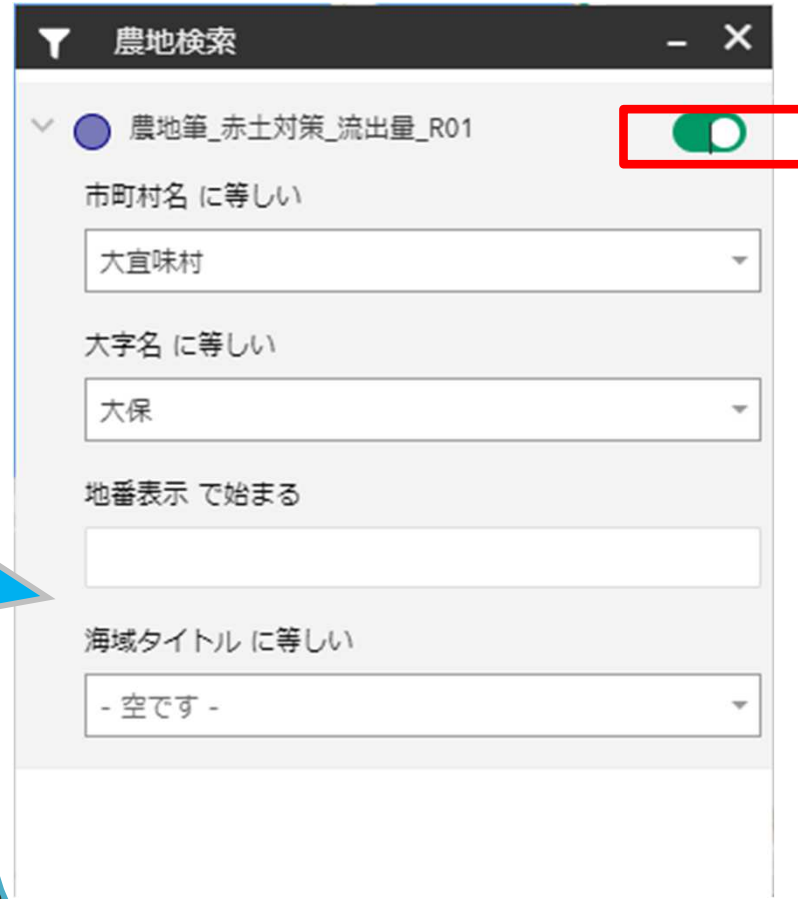 農地検索
農地筆_赤土対策_流出量_R01
市町村名 に等しい
大宜味村
大字名 に等しい
大保
地番表示 で始まる
海域タイトル に等しい
- 空です -